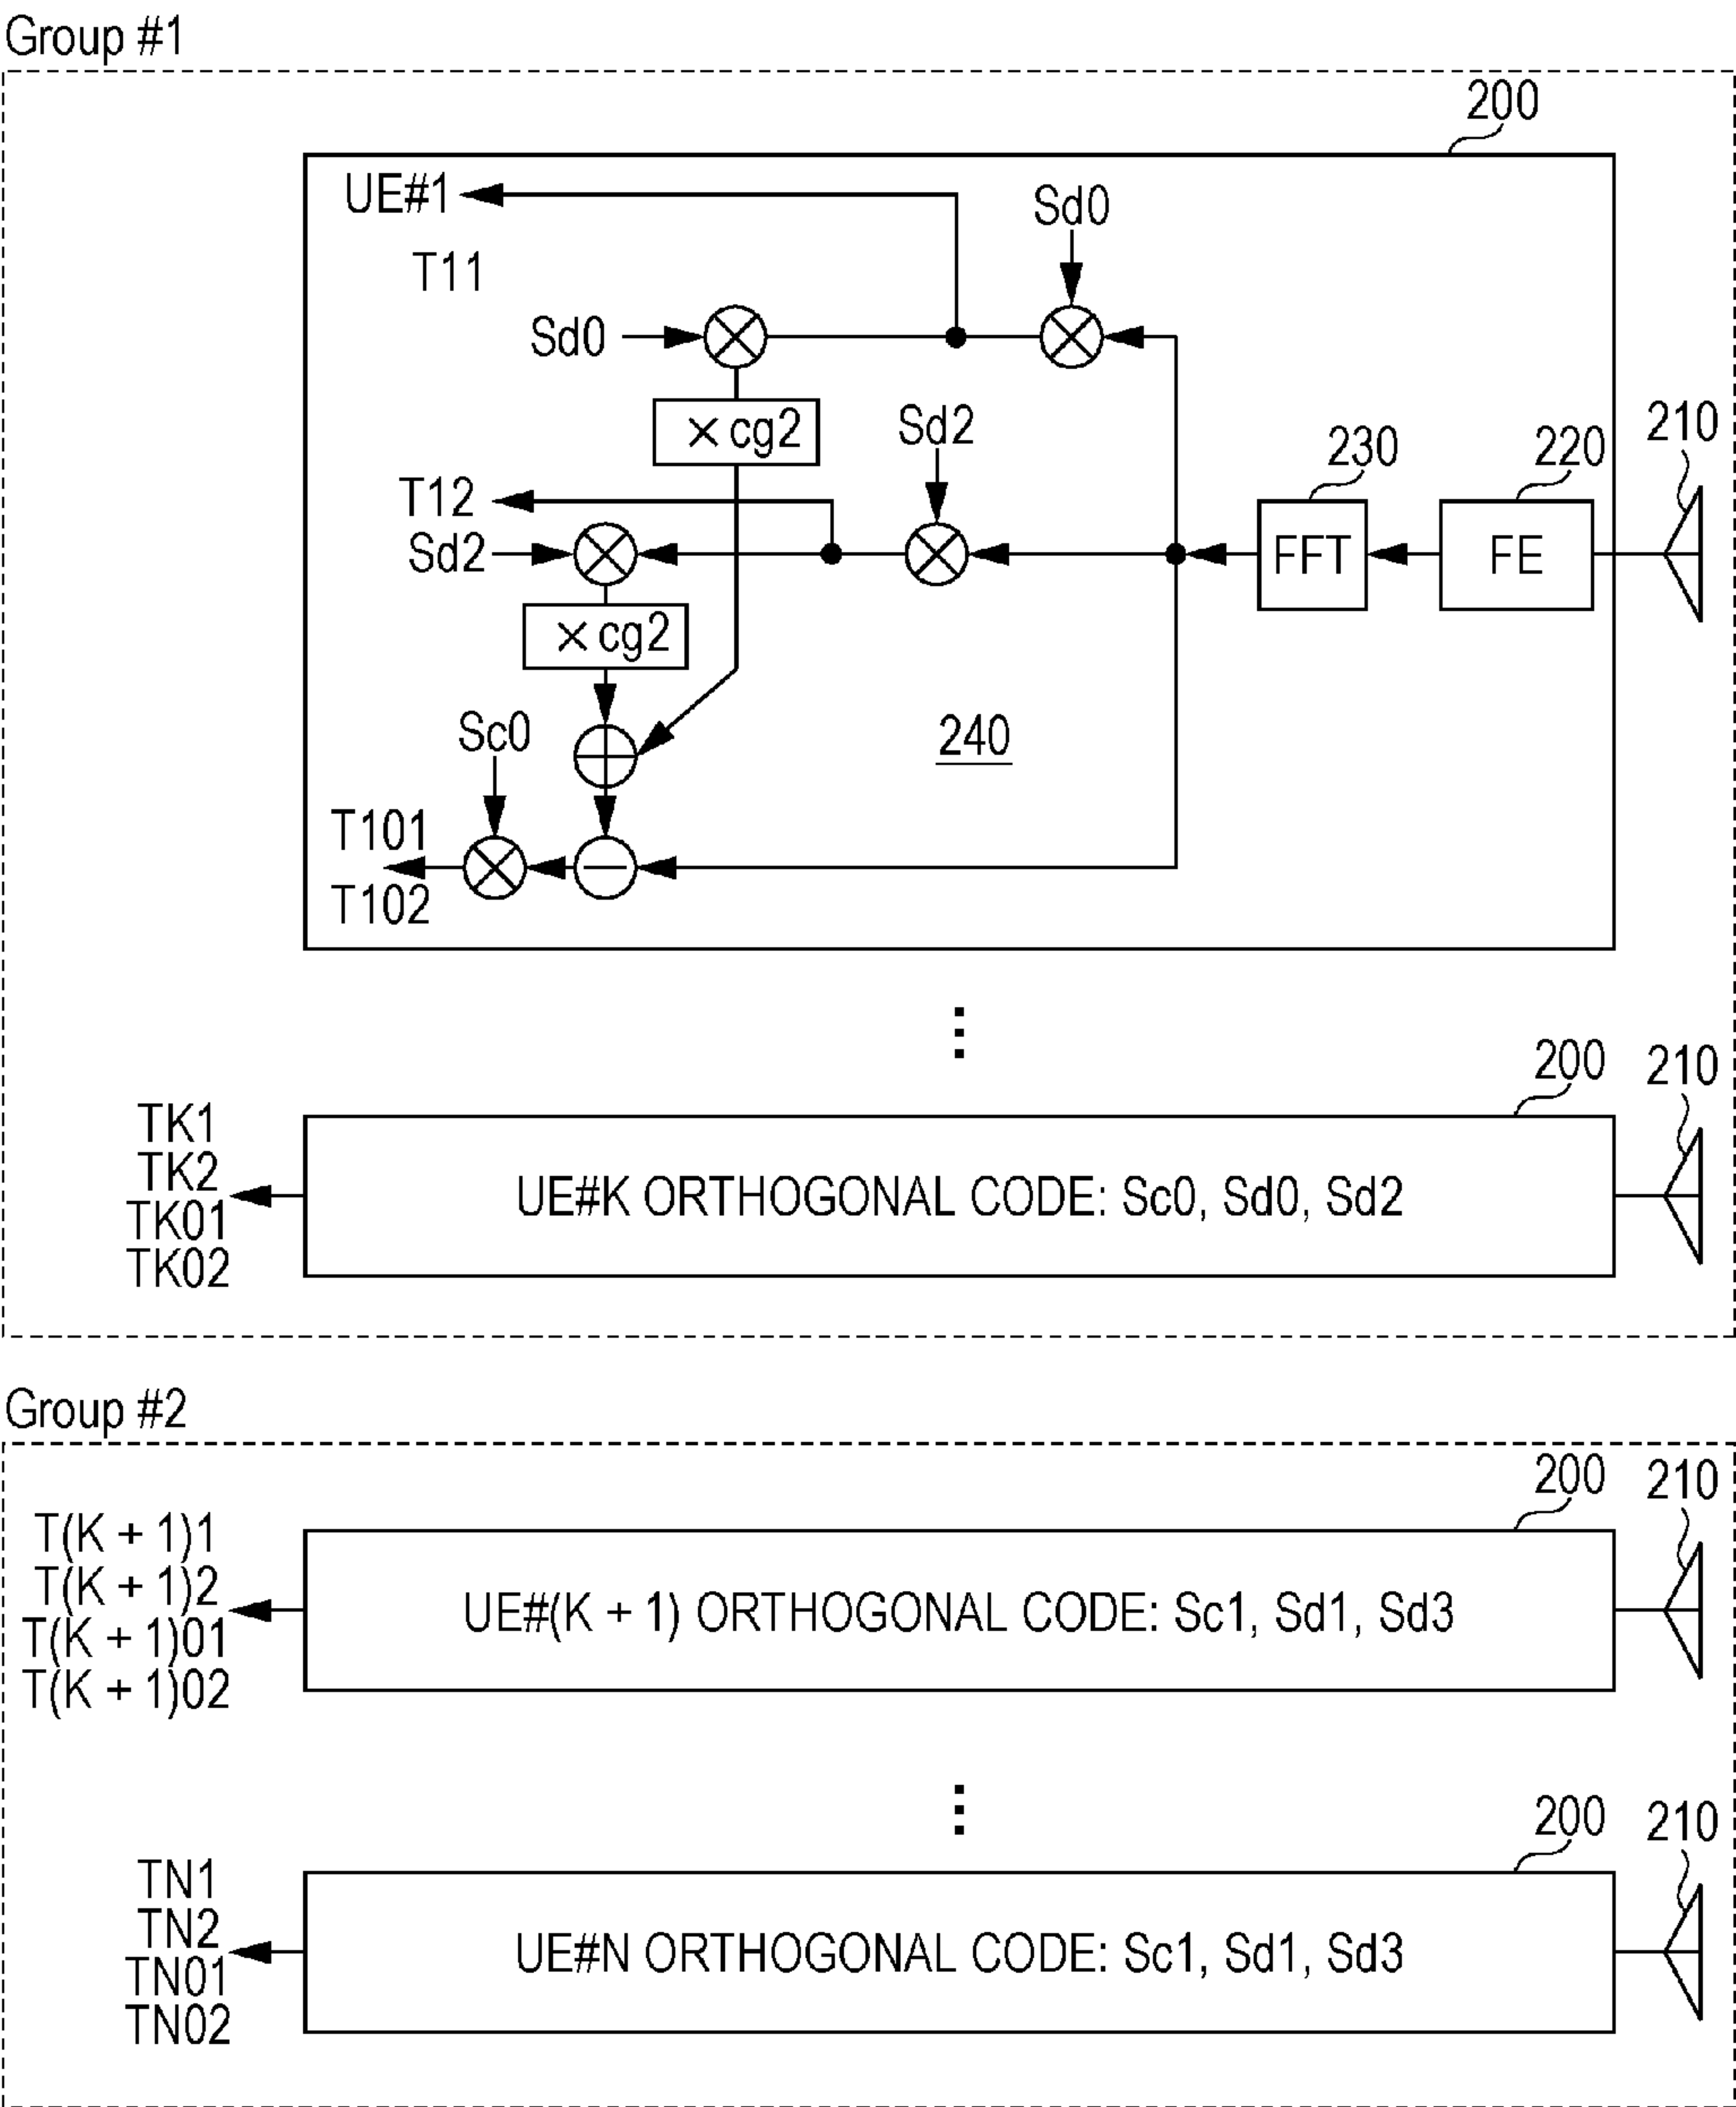 Group #1
200
UE#1
Sd0
T11
Sd0
×cg2
Sd2
230
220
210
T12
Sd2
FFT
FE
×cg2
Sc0
240
T101
T102
200
210
TK1
TK2
TK01
TK02
UE#K ORTHOGONAL CODE: Sc0, Sd0, Sd2
Group #2
200
210
T(K + 1)1
T(K + 1)2
T(K + 1)01
T(K + 1)02
UE#(K + 1) ORTHOGONAL CODE: Sc1, Sd1, Sd3
200
210
TN1
TN2
TN01
TN02
UE#N ORTHOGONAL CODE: Sc1, Sd1, Sd3